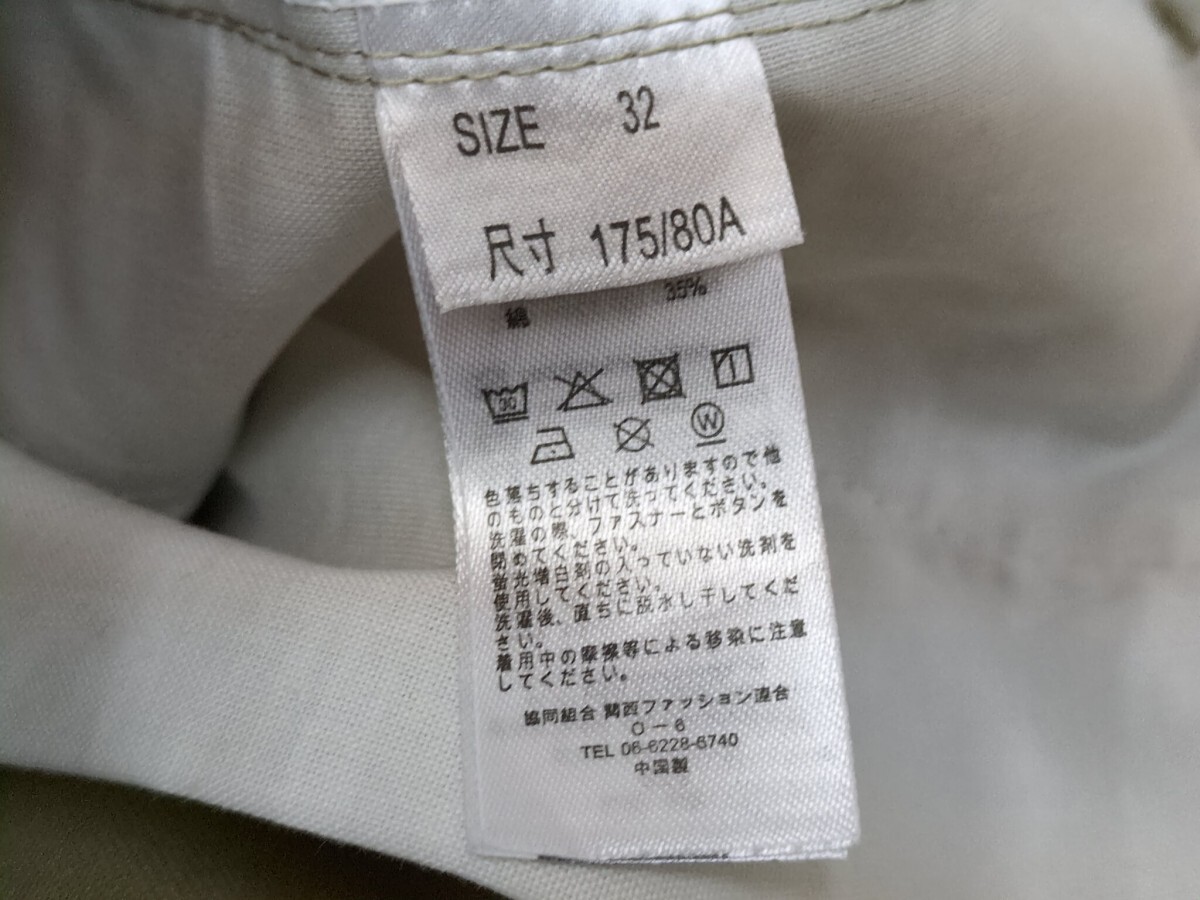 SIZE 32
尺寸 175/80A
綿 35%
30
W
色落ちすることがありますので他
のものと分けて洗ってください。
洗濯の際、ファスナーとボタンを
閉めてください。
蛍光増白剤の入っていない洗剤を
使用してください。
洗濯後、直ちに脱水し干してくだ
さい。
着用中の摩擦等による移染に注意
してください。
協同組合 関西ファッション連合
O－6
TEL 06-6228-6740
中国製